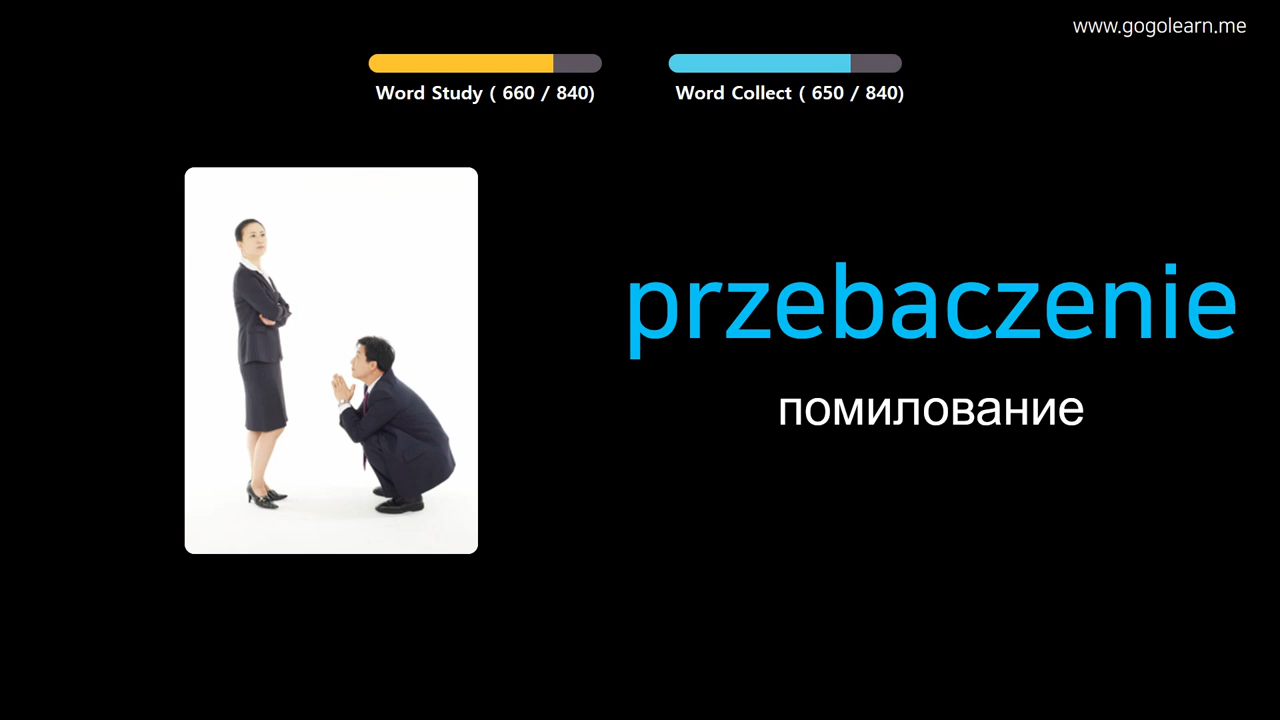 www.gogolearn.me
Word Study ( 660 / 840)
Word Collect ( 650 / 840)
przebaczenie
помилование